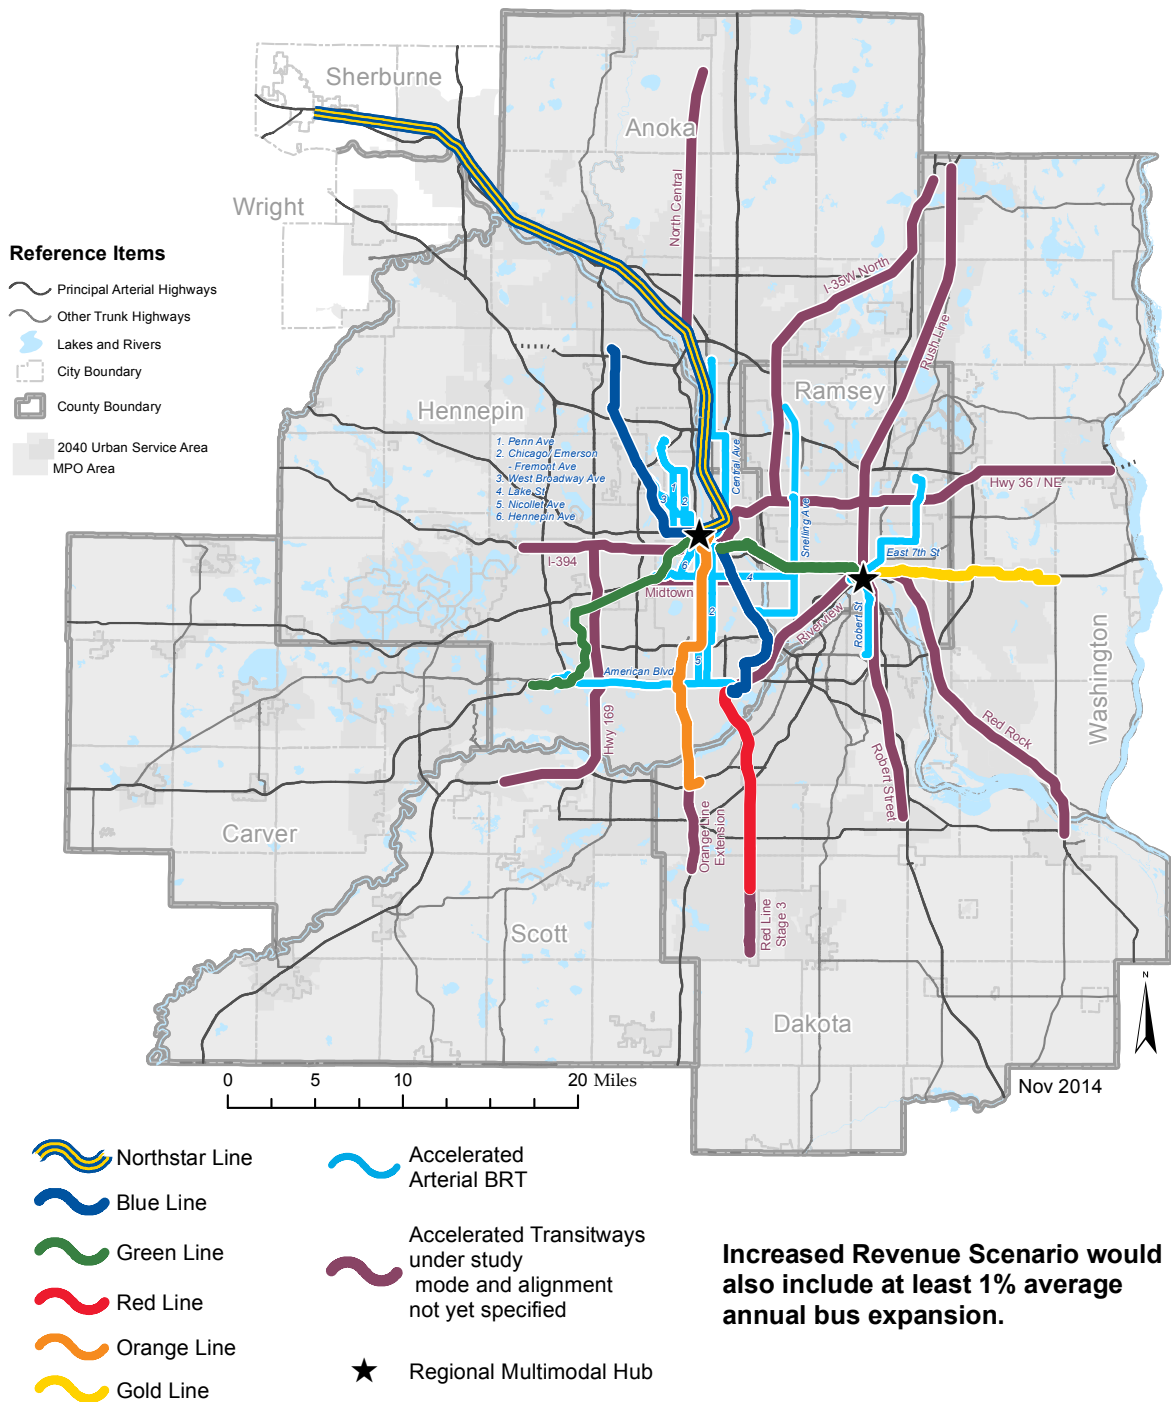 Sherburne
Anoka
Wright
North Central
Reference Items
Principal Arterial Highways
Other Trunk Highways
Lakes and Rivers
City Boundary
County Boundary
2040 Urban Service Area
MPO Area
I-35W North
Rush Line
Ramsey
Hennepin
1. Penn Ave
2. Chicago/Emerson
- Fremont Ave
3. West Broadway Ave
4. Lake St
5. Nicollet Ave
6. Hennepin Ave
Central Ave
Hwy 36 / NE
Snelling Ave
3
1
2
East 7th St
I-394
6
4
Midtown
2
Riverview
Robert St
Washington
5
American Blvd
Hwy 169
Red Rock
Robert Street
Orange Line
Extension
Carver
Red Line
Stage 3
Scott
Dakota
N
Nov 2014
0 5 10 20 Miles
Northstar Line
Blue Line
Green Line
Red Line
Orange Line
Gold Line
Accelerated
Arterial BRT
Accelerated Transitways
under study
mode and alignment
not yet specified
Regional Multimodal Hub
Increased Revenue Scenario would
also include at least 1% average
annual bus expansion.